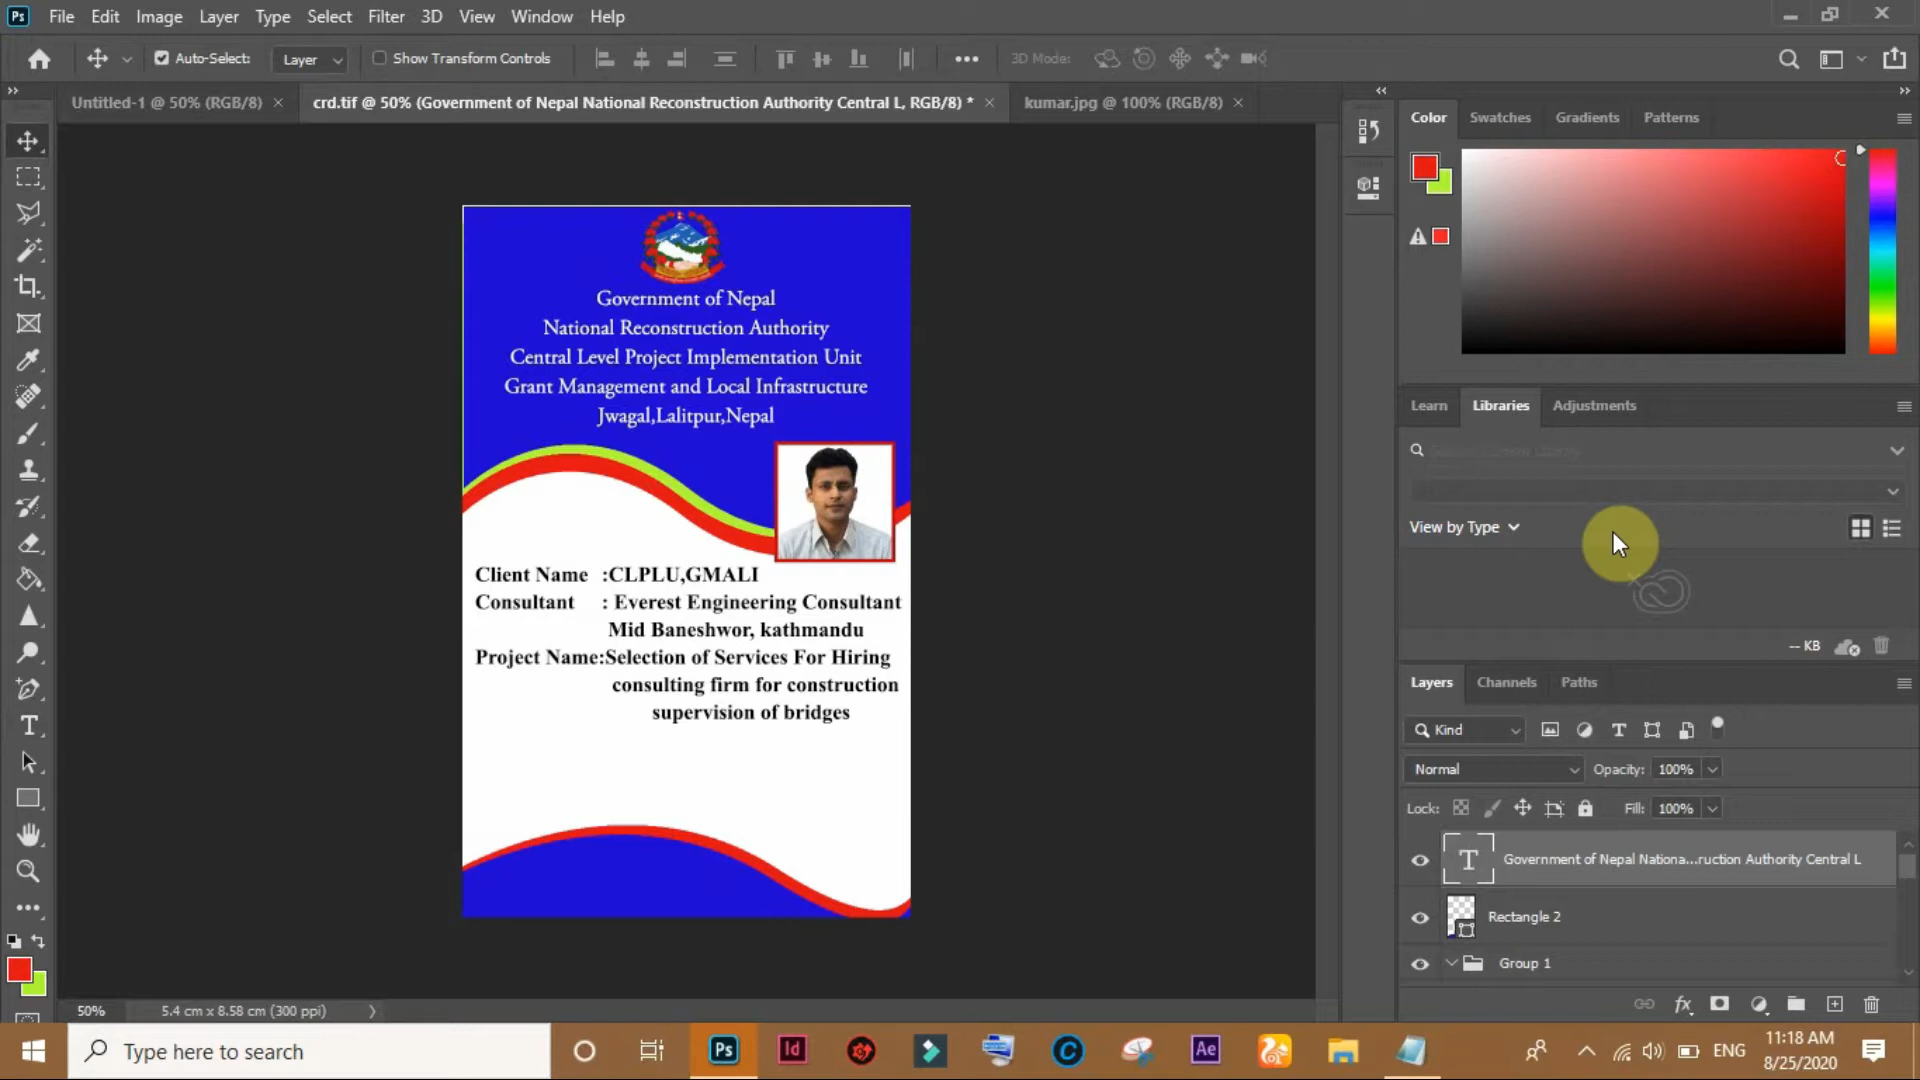 Ps File Edit Image Layer Type Select Filter 3D View Window Help
Auto-Select: Layer Show Transform Controls 3D Mode:
Untitled-1 @ 50% (RGB/8) crd.tif @ 50% (Government of Nepal National Reconstruction Authority Central L, RGB/8) * kumar.jpg @ 100% (RGB/8)
Government of Nepal
National Reconstruction Authority
Central Level Project Implementation Unit
Grant Management and Local Infrastructure
Jwagal,Lalitpur,Nepal
Client Name :CLPLU,GMALI
Consultant : Everest Engineering Consultant
Mid Baneshwor, kathmandu
Project Name:Selection of Services For Hiring
consulting firm for construction
supervision of bridges
Color Swatches Gradients Patterns
Learn Libraries Adjustments
View by Type
-- KB
Layers Channels Paths
Kind
Normal Opacity: 100%
Lock: Fill: 100%
T Government of Nepal Nationa...ruction Authority Central L
Rectangle 2
Group 1
fx
50% 5.4 cm x 8.58 cm (300 ppi)
Type here to search
Ps Id Ae
ENG
11:18 AM
8/25/2020